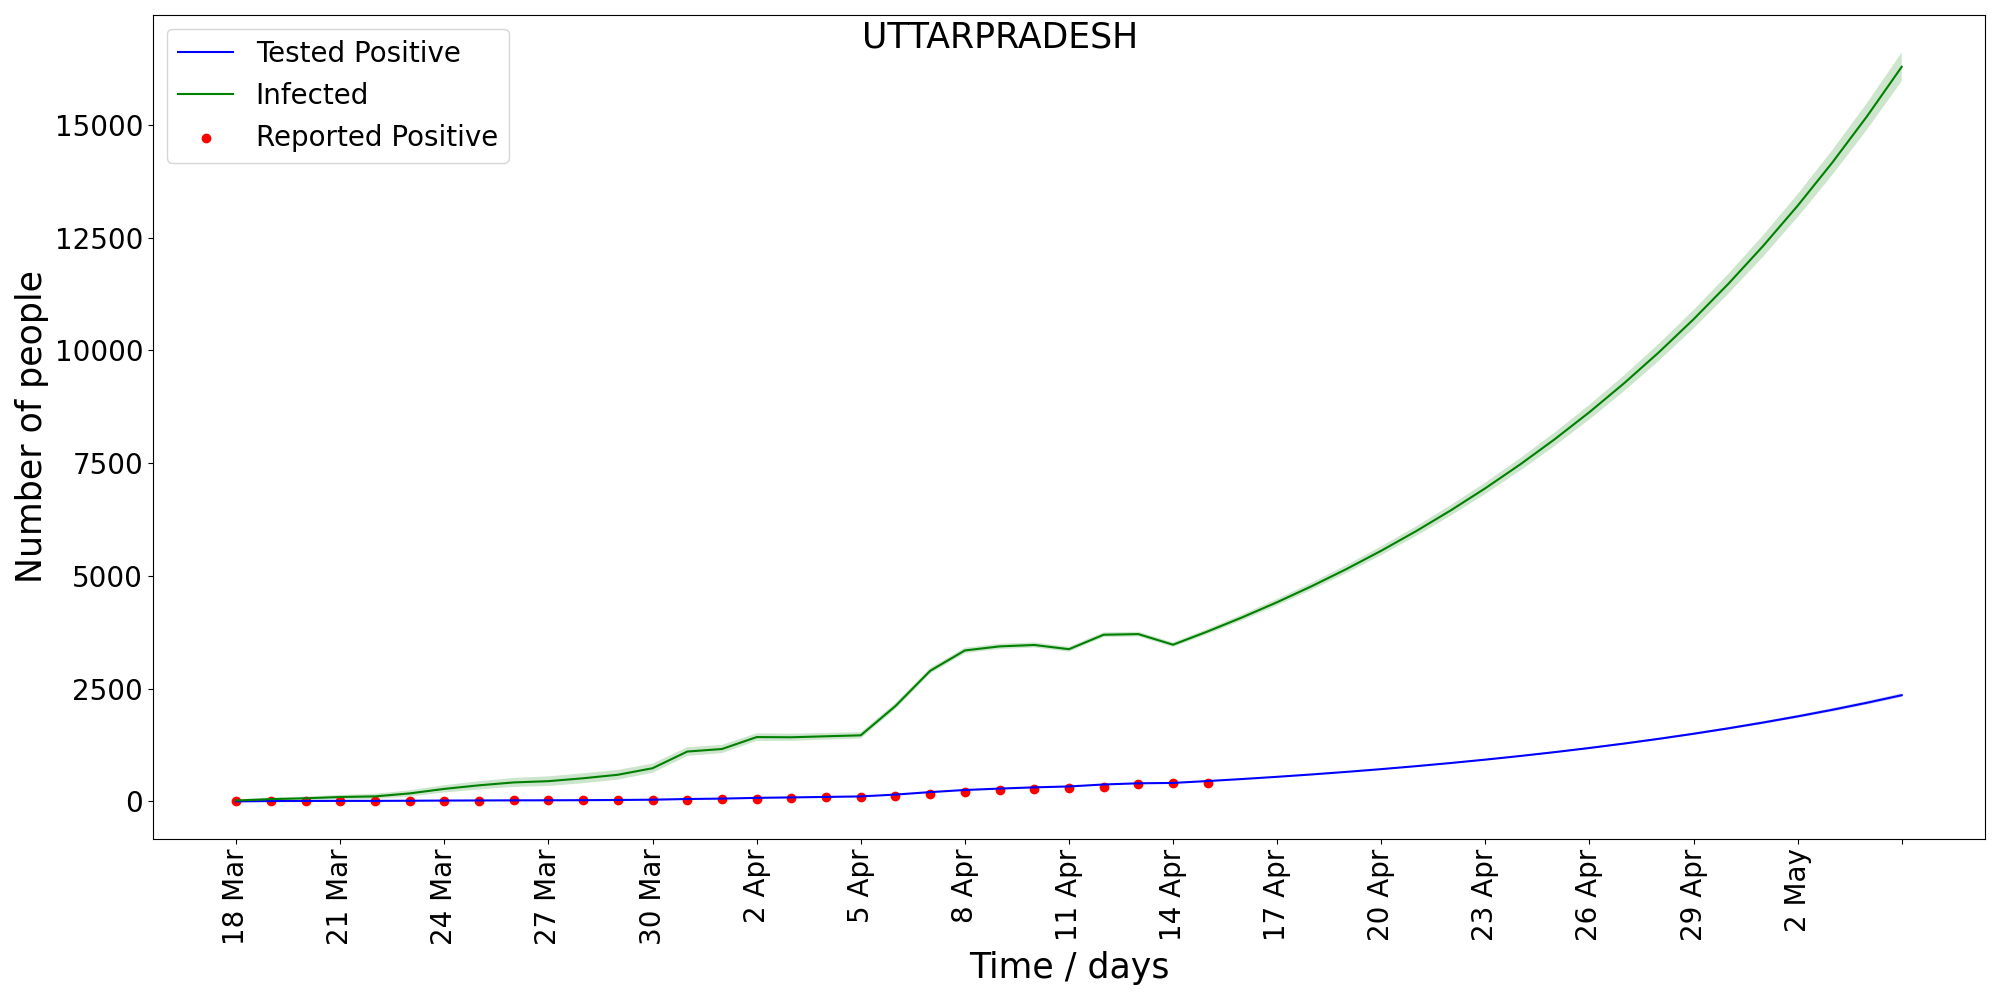 UTTARPRADESH
Tested Positive
Infected
Reported Positive
Number of people
15000
12500
10000
7500
5000
2500
0
18 Mar
21 Mar
24 Mar
27 Mar
30 Mar
2 Apr
5 Apr
8 Apr
11 Apr
14 Apr
17 Apr
20 Apr
23 Apr
26 Apr
29 Apr
2 May
Time / days